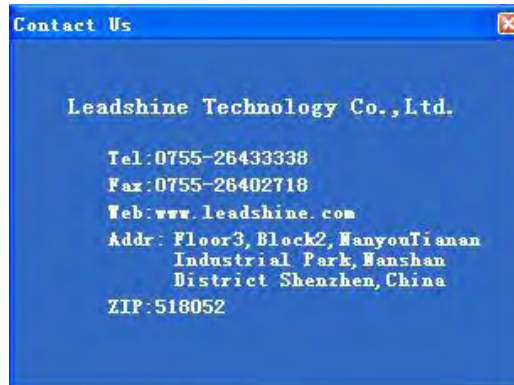 Contact Us
Leadshine Technology Co.,Ltd.
Tel:0755-26433338
Fax:0755-26402718
Web:www.leadshine.com
Addr: Floor3,Block2,NanyouTianan
Industrial Park,Nanshan
District Shenzhen,China
ZIP:518052